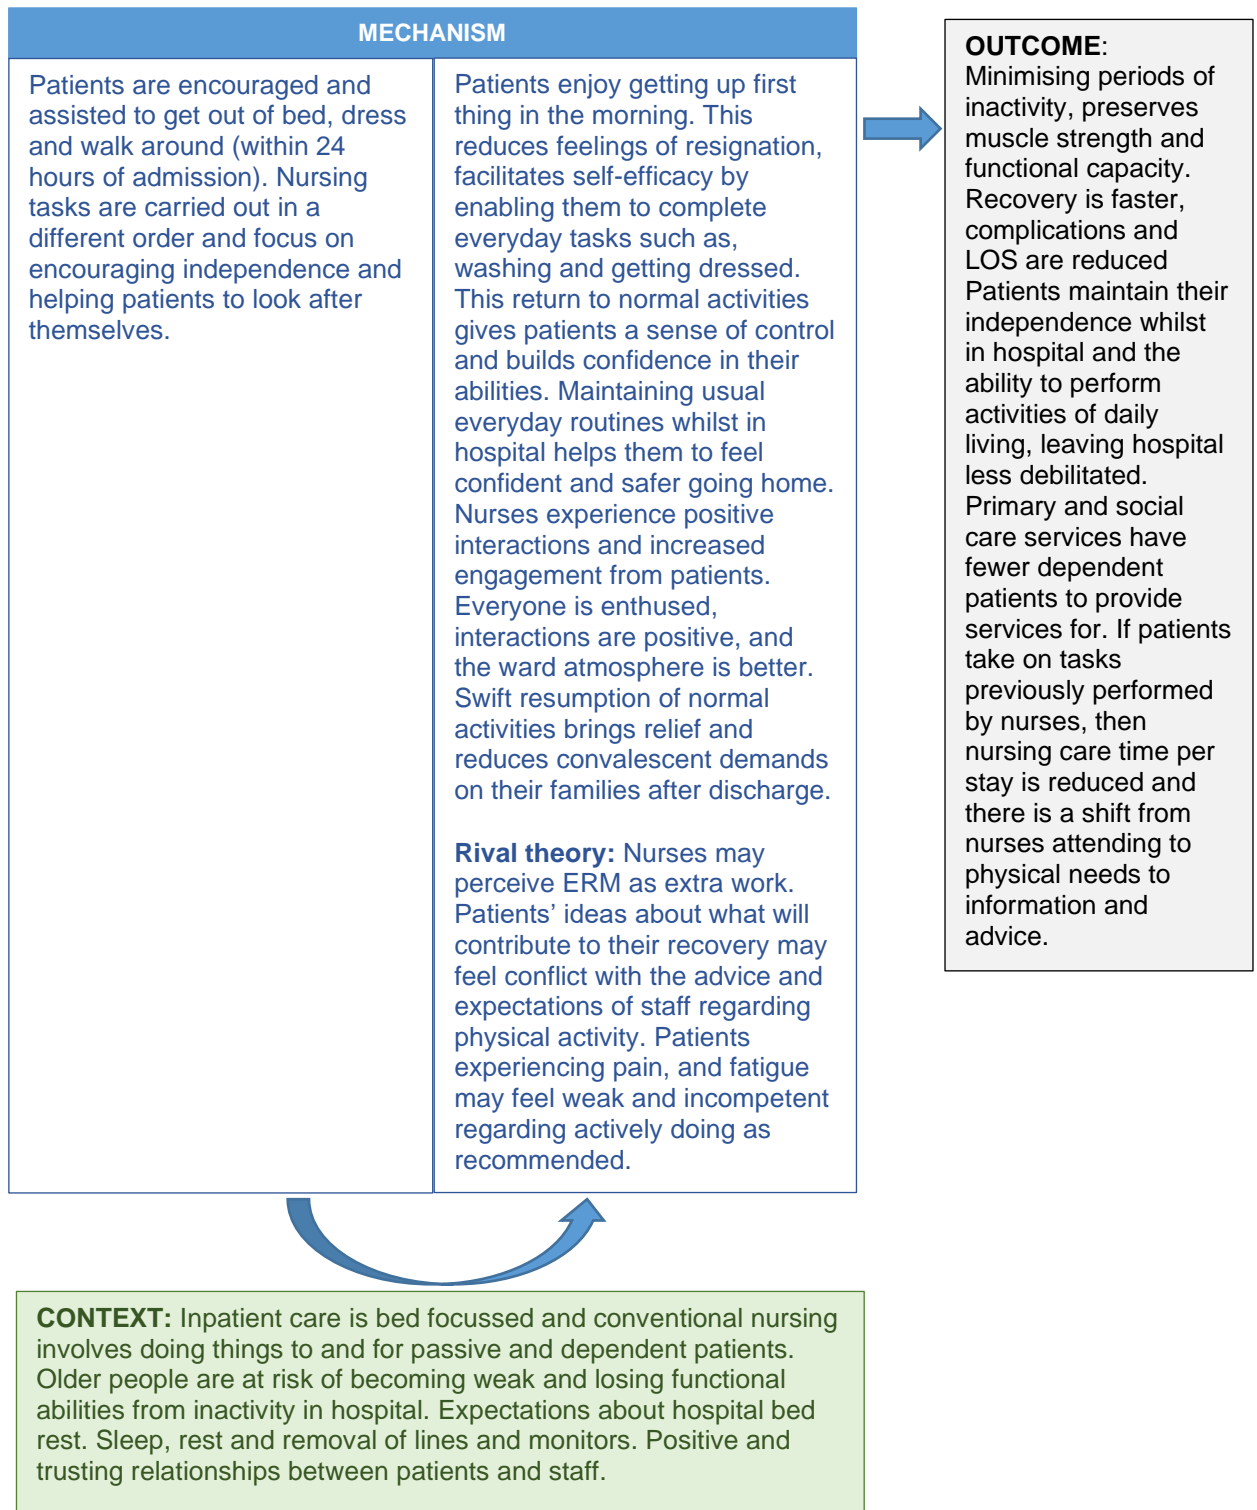 MECHANISM
Patients are encouraged and
assisted to get out of bed, dress
and walk around (within 24
hours of admission). Nursing
tasks are carried out in a
different order and focus on
encouraging independence and
helping patients to look after
themselves.
Patients enjoy getting up first
thing in the morning. This
reduces feelings of resignation,
facilitates self-efficacy by
enabling them to complete
everyday tasks such as,
washing and getting dressed.
This return to normal activities
gives patients a sense of control
and builds confidence in their
abilities. Maintaining usual
everyday routines whilst in
hospital helps them to feel
confident and safer going home.
Nurses experience positive
interactions and increased
engagement from patients.
Everyone is enthused,
interactions are positive, and
the ward atmosphere is better.
Swift resumption of normal
activities brings relief and
reduces convalescent demands
on their families after discharge.
Rival theory: Nurses may
perceive ERM as extra work.
Patients’ ideas about what will
contribute to their recovery may
feel conflict with the advice and
expectations of staff regarding
physical activity. Patients
experiencing pain, and fatigue
may feel weak and incompetent
regarding actively doing as
recommended.
OUTCOME:
Minimising periods of
inactivity, preserves
muscle strength and
functional capacity.
Recovery is faster,
complications and
LOS are reduced
Patients maintain their
independence whilst
in hospital and the
ability to perform
activities of daily
living, leaving hospital
less debilitated.
Primary and social
care services have
fewer dependent
patients to provide
services for. If patients
take on tasks
previously performed
by nurses, then
nursing care time per
stay is reduced and
there is a shift from
nurses attending to
physical needs to
information and
advice.
CONTEXT: Inpatient care is bed focussed and conventional nursing
involves doing things to and for passive and dependent patients.
Older people are at risk of becoming weak and losing functional
abilities from inactivity in hospital. Expectations about hospital bed
rest. Sleep, rest and removal of lines and monitors. Positive and
trusting relationships between patients and staff.